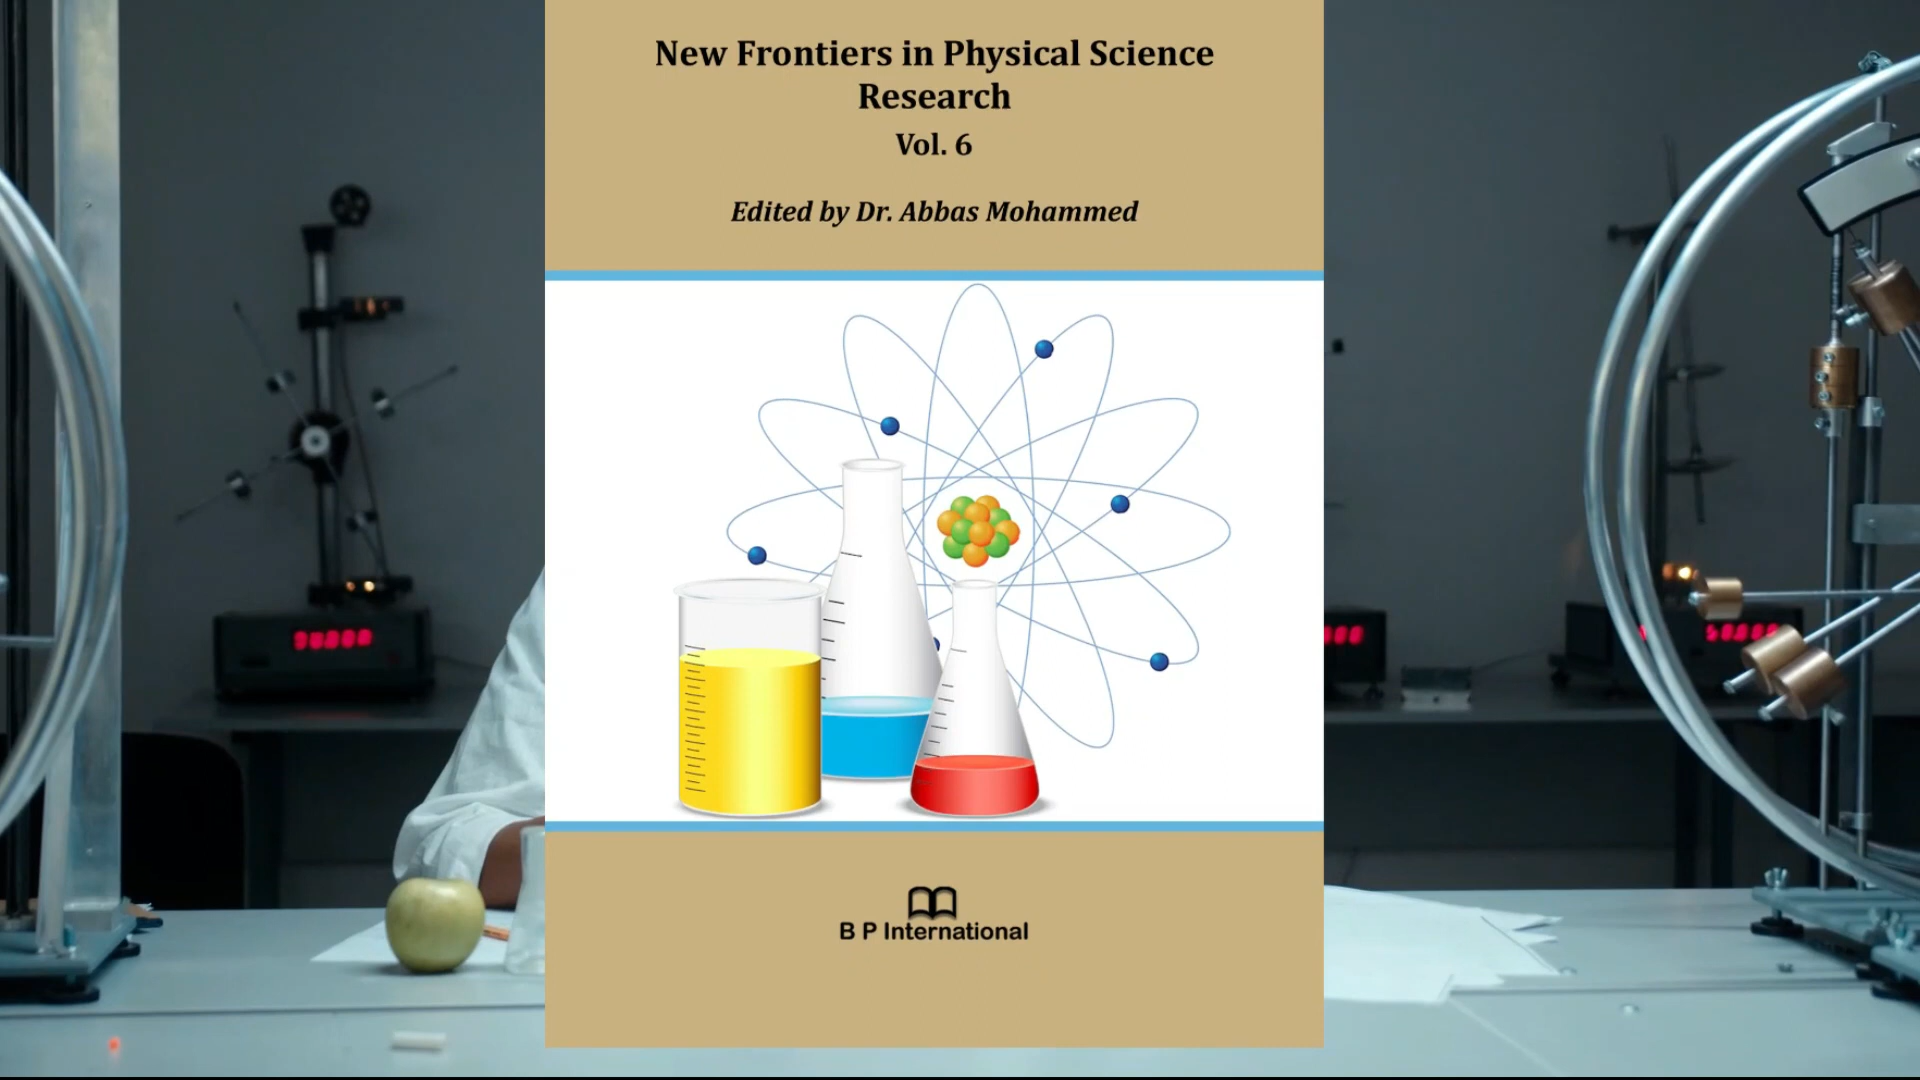 New Frontiers in Physical Science
Research
Vol. 6
Edited by Dr. Abbas Mohammed
B P International